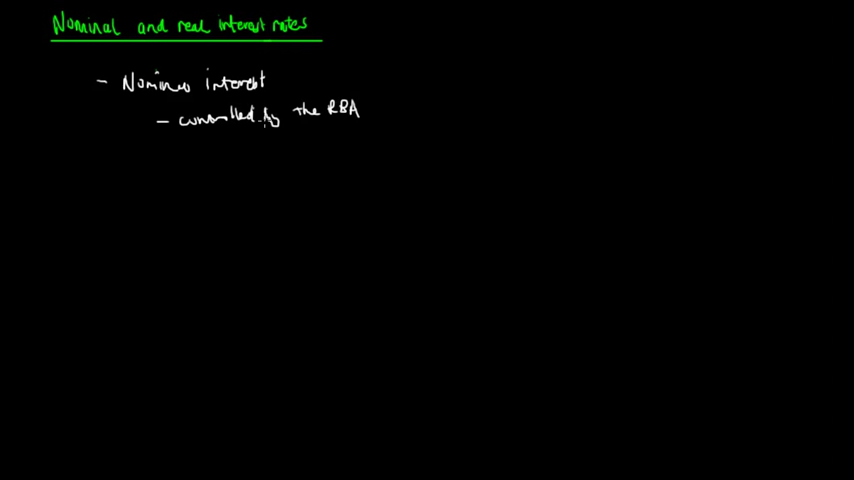 Nominal and real interest rates
- Nominal interest
- controlled by the RBA